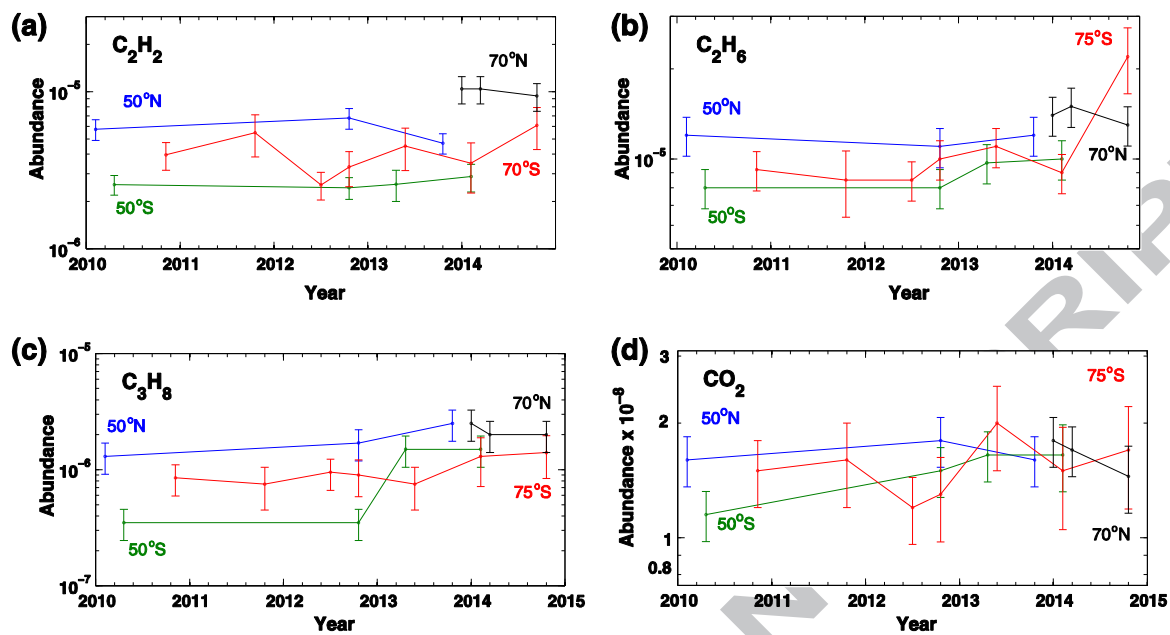 (a)
C2H2
70°N
50°N
70°S
50°S
10^-5
10^-6
Abundance
2010 2011 2012 2013 2014
Year
(b)
C2H6
75°S
50°N
70°N
50°S
10^-5
Abundance
2010 2011 2012 2013 2014
Year
(c)
C3H8
70°N
50°N
75°S
50°S
10^-5
10^-6
10^-7
Abundance
2010 2011 2012 2013 2014 2015
Year
(d)
CO2
75°S
50°N
50°S
70°N
3
2
1
0.8
Abundance x 10^-8
2010 2011 2012 2013 2014 2015
Year